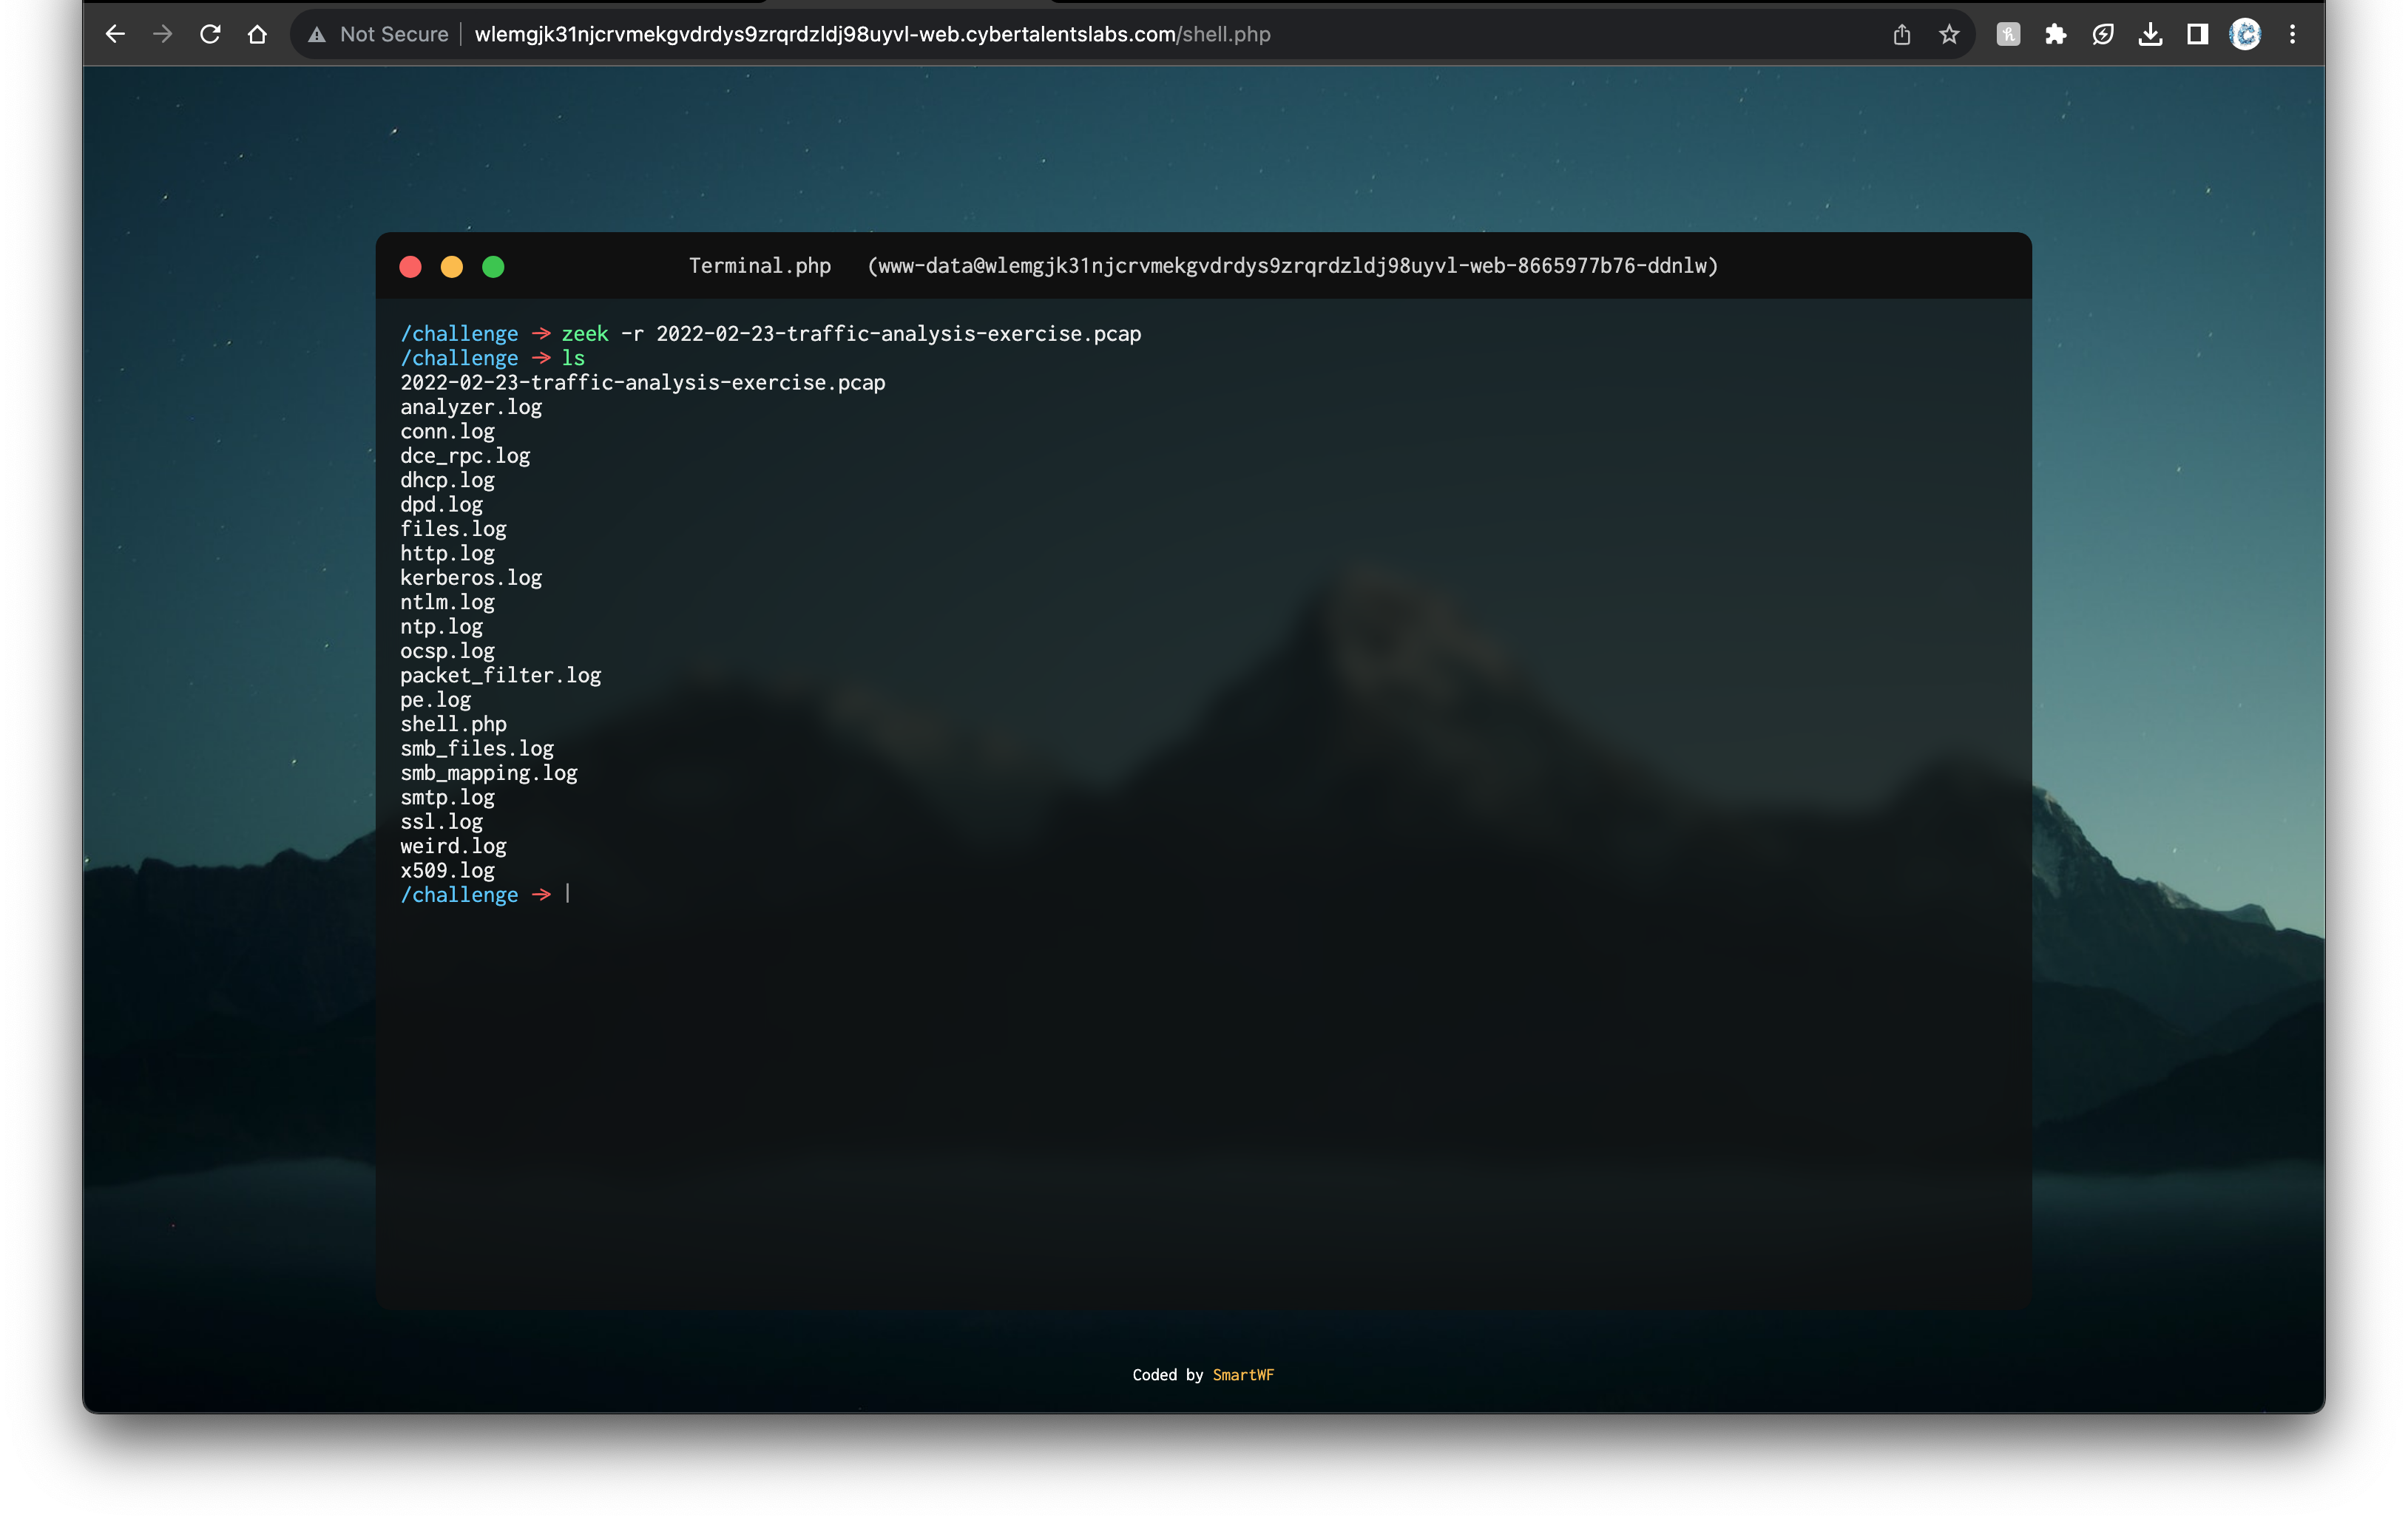 Not Secure wlemgjk31njcrvmekgvdrdys9zrqrdzldj98uyvl-web.cybertalentslabs.com/shell.php
Terminal.php (www-data@wlemgjk31njcrvmekgvdrdys9zrqrdzldj98uyvl-web-8665977b76-ddnlw)
/challenge → zeek -r 2022-02-23-traffic-analysis-exercise.pcap
/challenge → ls
2022-02-23-traffic-analysis-exercise.pcap
analyzer.log
conn.log
dce_rpc.log
dhcp.log
dpd.log
files.log
http.log
kerberos.log
ntlm.log
ntp.log
ocsp.log
packet_filter.log
pe.log
shell.php
smb_files.log
smb_mapping.log
smtp.log
ssl.log
weird.log
x509.log
/challenge →
Coded by SmartWF